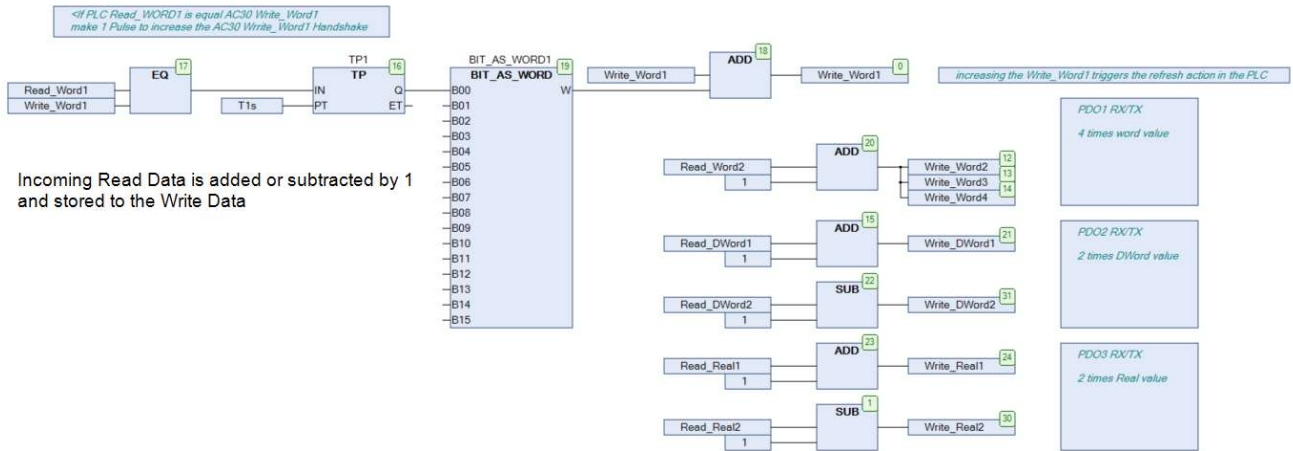 <If PLC Read_WORD1 is equal AC30 Write_Word1
make 1 Pulse to increase the AC30 Wrrite_Word1 Handshake
EQ
17
Read_Word1
Write_Word1
TP1
TP
16
IN
Q
T1s
PT
ET
BIT_AS_WORD1
BIT_AS_WORD
19
B00
W
B01
B02
B03
B04
B05
B06
B07
B08
B09
B10
B11
B12
B13
B14
B15
ADD
18
Write_Word1
Write_Word1
0
increasing the Write_Word1 triggers the refresh action in the PLC
Incoming Read Data is added or subtracted by 1
and stored to the Write Data
ADD
20
Read_Word2
1
Write_Word2
12
Write_Word3
13
Write_Word4
14
PDO1 RX/TX
4 times word value
ADD
15
Read_DWord1
1
Write_DWord1
21
SUB
22
Read_DWord2
1
Write_DWord2
31
PDO2 RX/TX
2 times DWord value
ADD
23
Read_Real1
1
Write_Real1
24
SUB
1
Read_Real2
1
Write_Real2
30
PDO3 RX/TX
2 times Real value